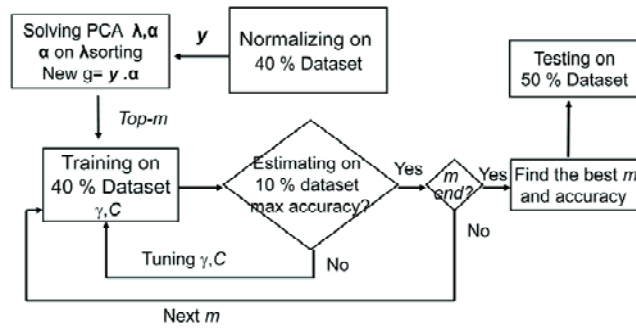 Solving PCA λ,α
α on λsorting
New g= y .α
y
Normalizing on
40 % Dataset
Testing on
50 % Dataset
Top-m
Training on
40 % Dataset
γ,C
Estimating on
10 % dataset
max accuracy?
Yes
m
end?
Yes
Find the best m
and accuracy
No
No
Tuning γ,C
Next m